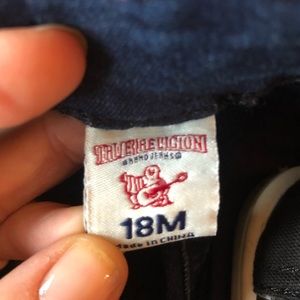 TRUE RELIGION
BRAND JEANS®
18M
Made in CHINA